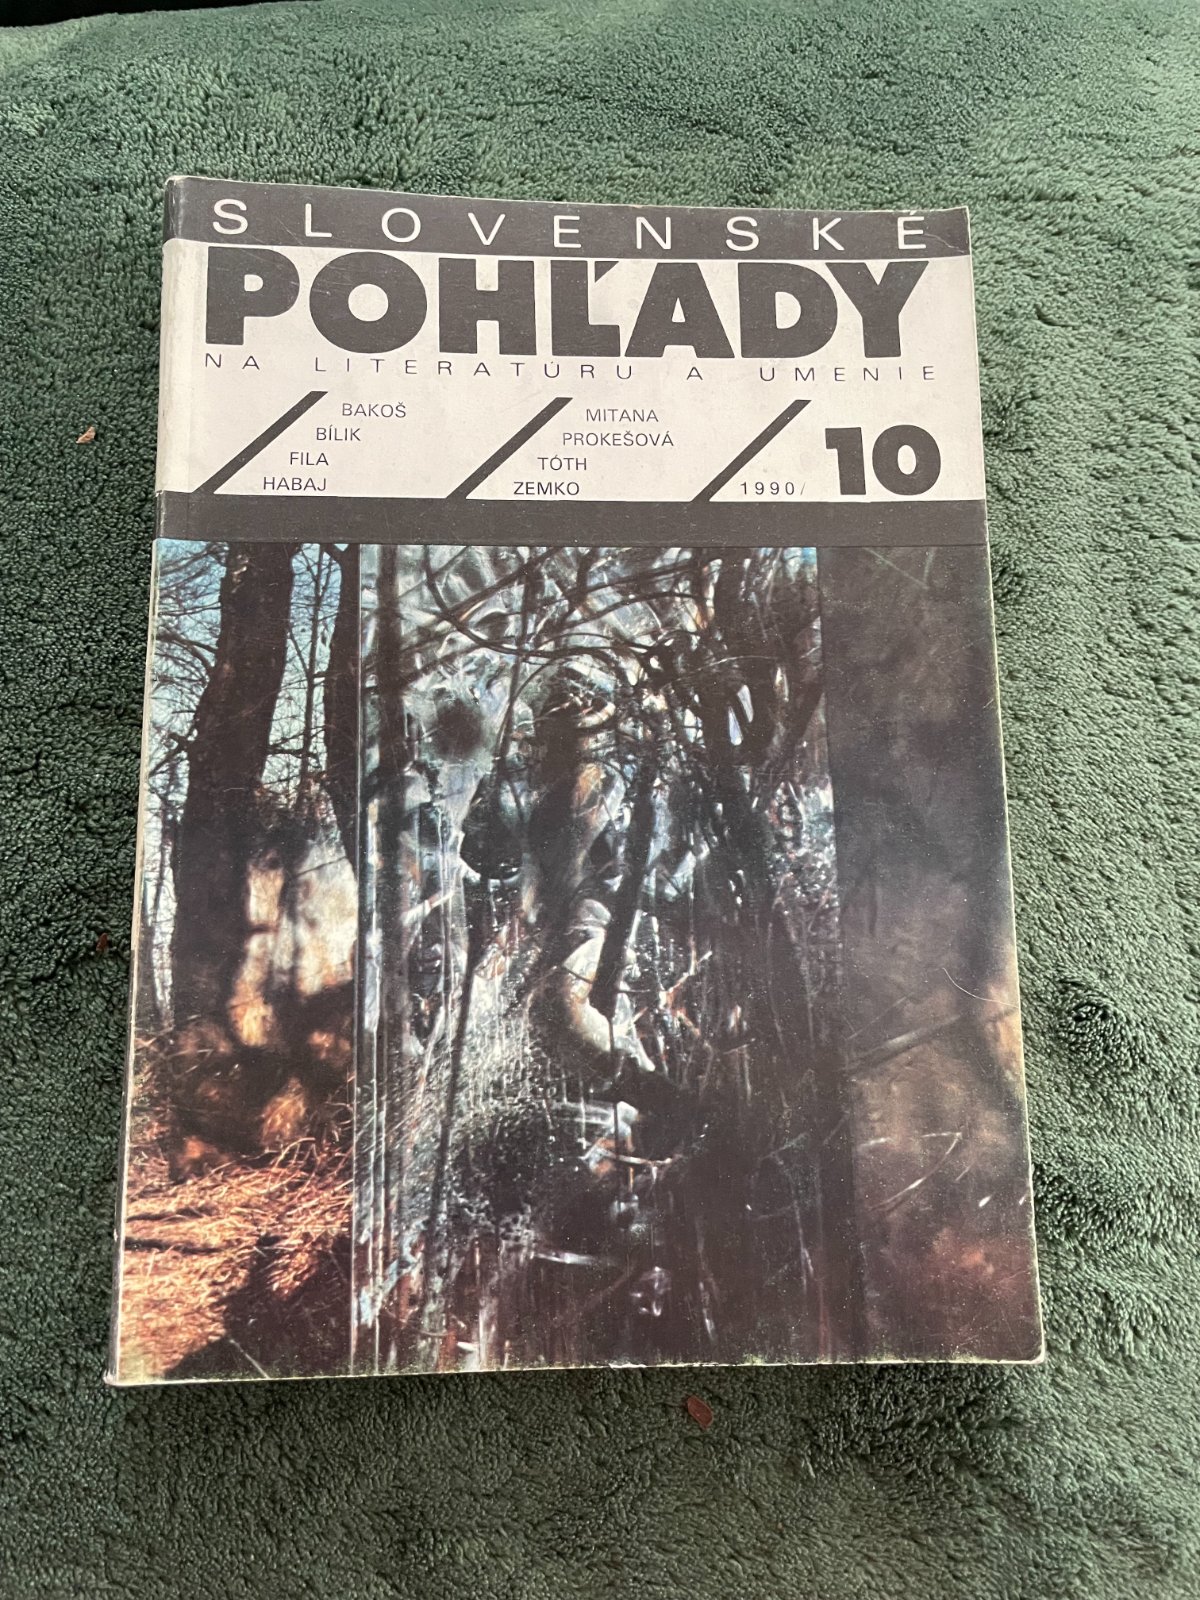 SLOVENSKÉ
POHĽADY
NA LITERATÚRU A UMENIE
BAKOŠ
BÍLIK
FILA
HABAJ
MITANA
PROKEŠOVÁ
TÓTH
ZEMKO
1990/ 10